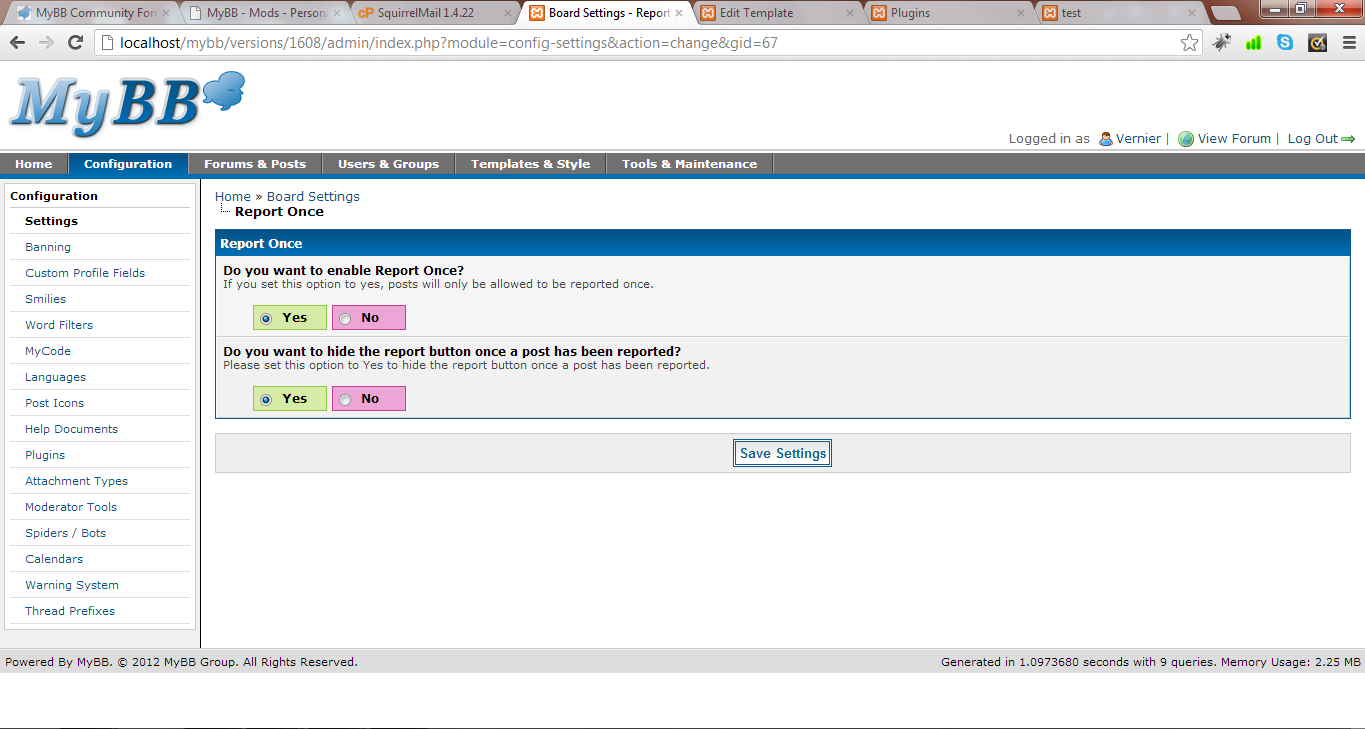 MyBB Community For
MyBB - Mods - Person
SquirrelMail 1.4.22
Board Settings - Report
Edit Template
Plugins
test
localhost/mybb/versions/1608/admin/index.php?module=config-settings&action=change&gid=67
MyBB
Logged in as Vernier | View Forum | Log Out
Home Configuration Forums & Posts Users & Groups Templates & Style Tools & Maintenance
Configuration
Settings
Banning
Custom Profile Fields
Smilies
Word Filters
MyCode
Languages
Post Icons
Help Documents
Plugins
Attachment Types
Moderator Tools
Spiders / Bots
Calendars
Warning System
Thread Prefixes
Home » Board Settings
Report Once
Report Once
Do you want to enable Report Once?
If you set this option to yes, posts will only be allowed to be reported once.
Yes No
Do you want to hide the report button once a post has been reported?
Please set this option to Yes to hide the report button once a post has been reported.
Yes No
Save Settings
Powered By MyBB. © 2012 MyBB Group. All Rights Reserved.
Generated in 1.0973680 seconds with 9 queries. Memory Usage: 2.25 MB